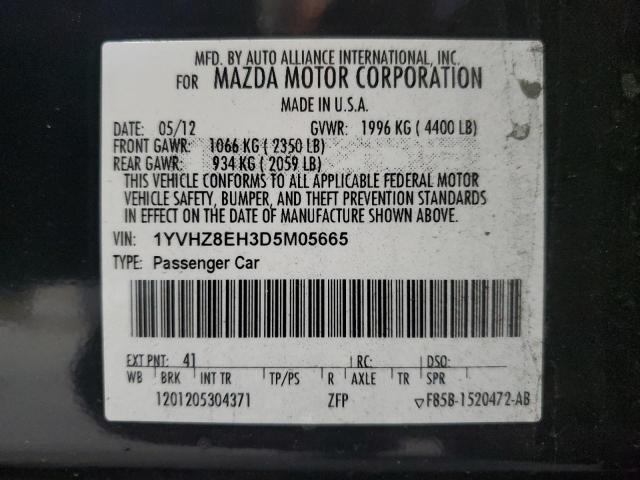 MFD. BY AUTO ALLIANCE INTERNATIONAL, INC.
FOR MAZDA MOTOR CORPORATION
MADE IN U.S.A.
DATE: 05/12 GVWR: 1996 KG ( 4400 LB)
FRONT GAWR: 1066 KG ( 2350 LB)
REAR GAWR: 934 KG ( 2059 LB)
THIS VEHICLE CONFORMS TO ALL APPLICABLE FEDERAL MOTOR
VEHICLE SAFETY, BUMPER, AND THEFT PREVENTION STANDARDS
IN EFFECT ON THE DATE OF MANUFACTURE SHOWN ABOVE.
VIN: 1YVHZ8EH3D5M05665
TYPE: Passenger Car
EXT PNT: 41 RC: DSO:
WB BRK INT TR TP/PS R AXLE TR SPR
1201205304371 ZFP ▽F85B-1520472-AB